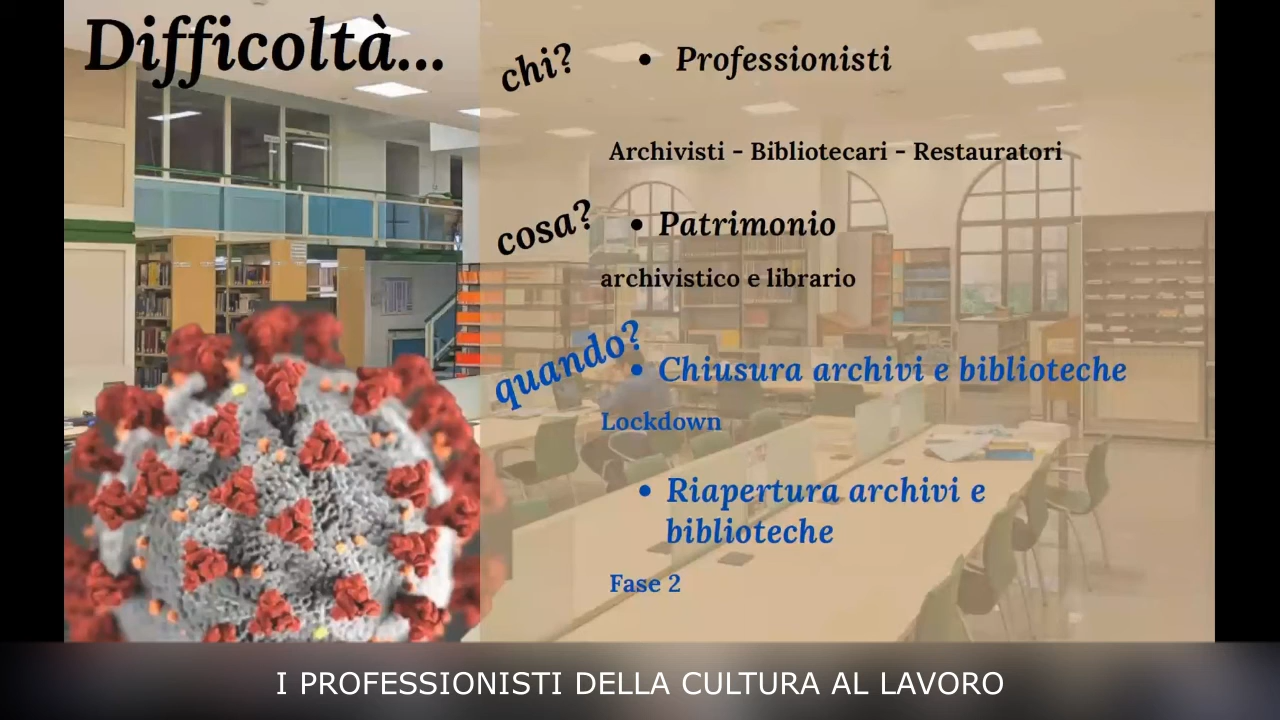 Difficoltà...
chi?
• Professionisti
Archivisti - Bibliotecari - Restauratori
cosa?
• Patrimonio
archivistico e librario
quando?
• Chiusura archivi e biblioteche
Lockdown
• Riapertura archivi e
biblioteche
Fase 2
I PROFESSIONISTI DELLA CULTURA AL LAVORO